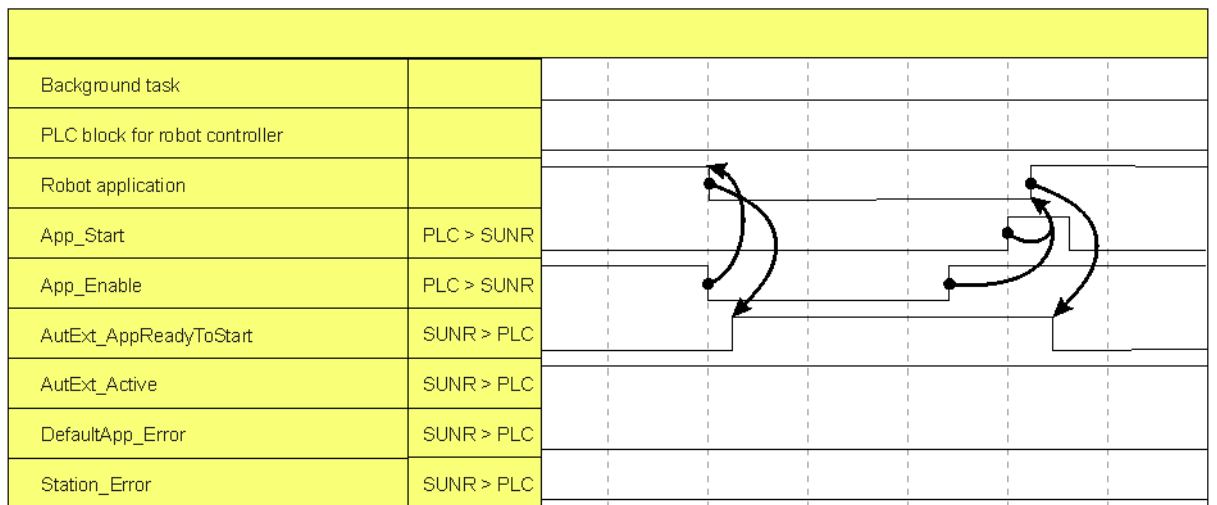 Background task
PLC block for robot controller
Robot application
App_Start PLC > SUNR
App_Enable PLC > SUNR
AutExt_AppReadyToStart SUNR > PLC
AutExt_Active SUNR > PLC
DefaultApp_Error SUNR > PLC
Station_Error SUNR > PLC